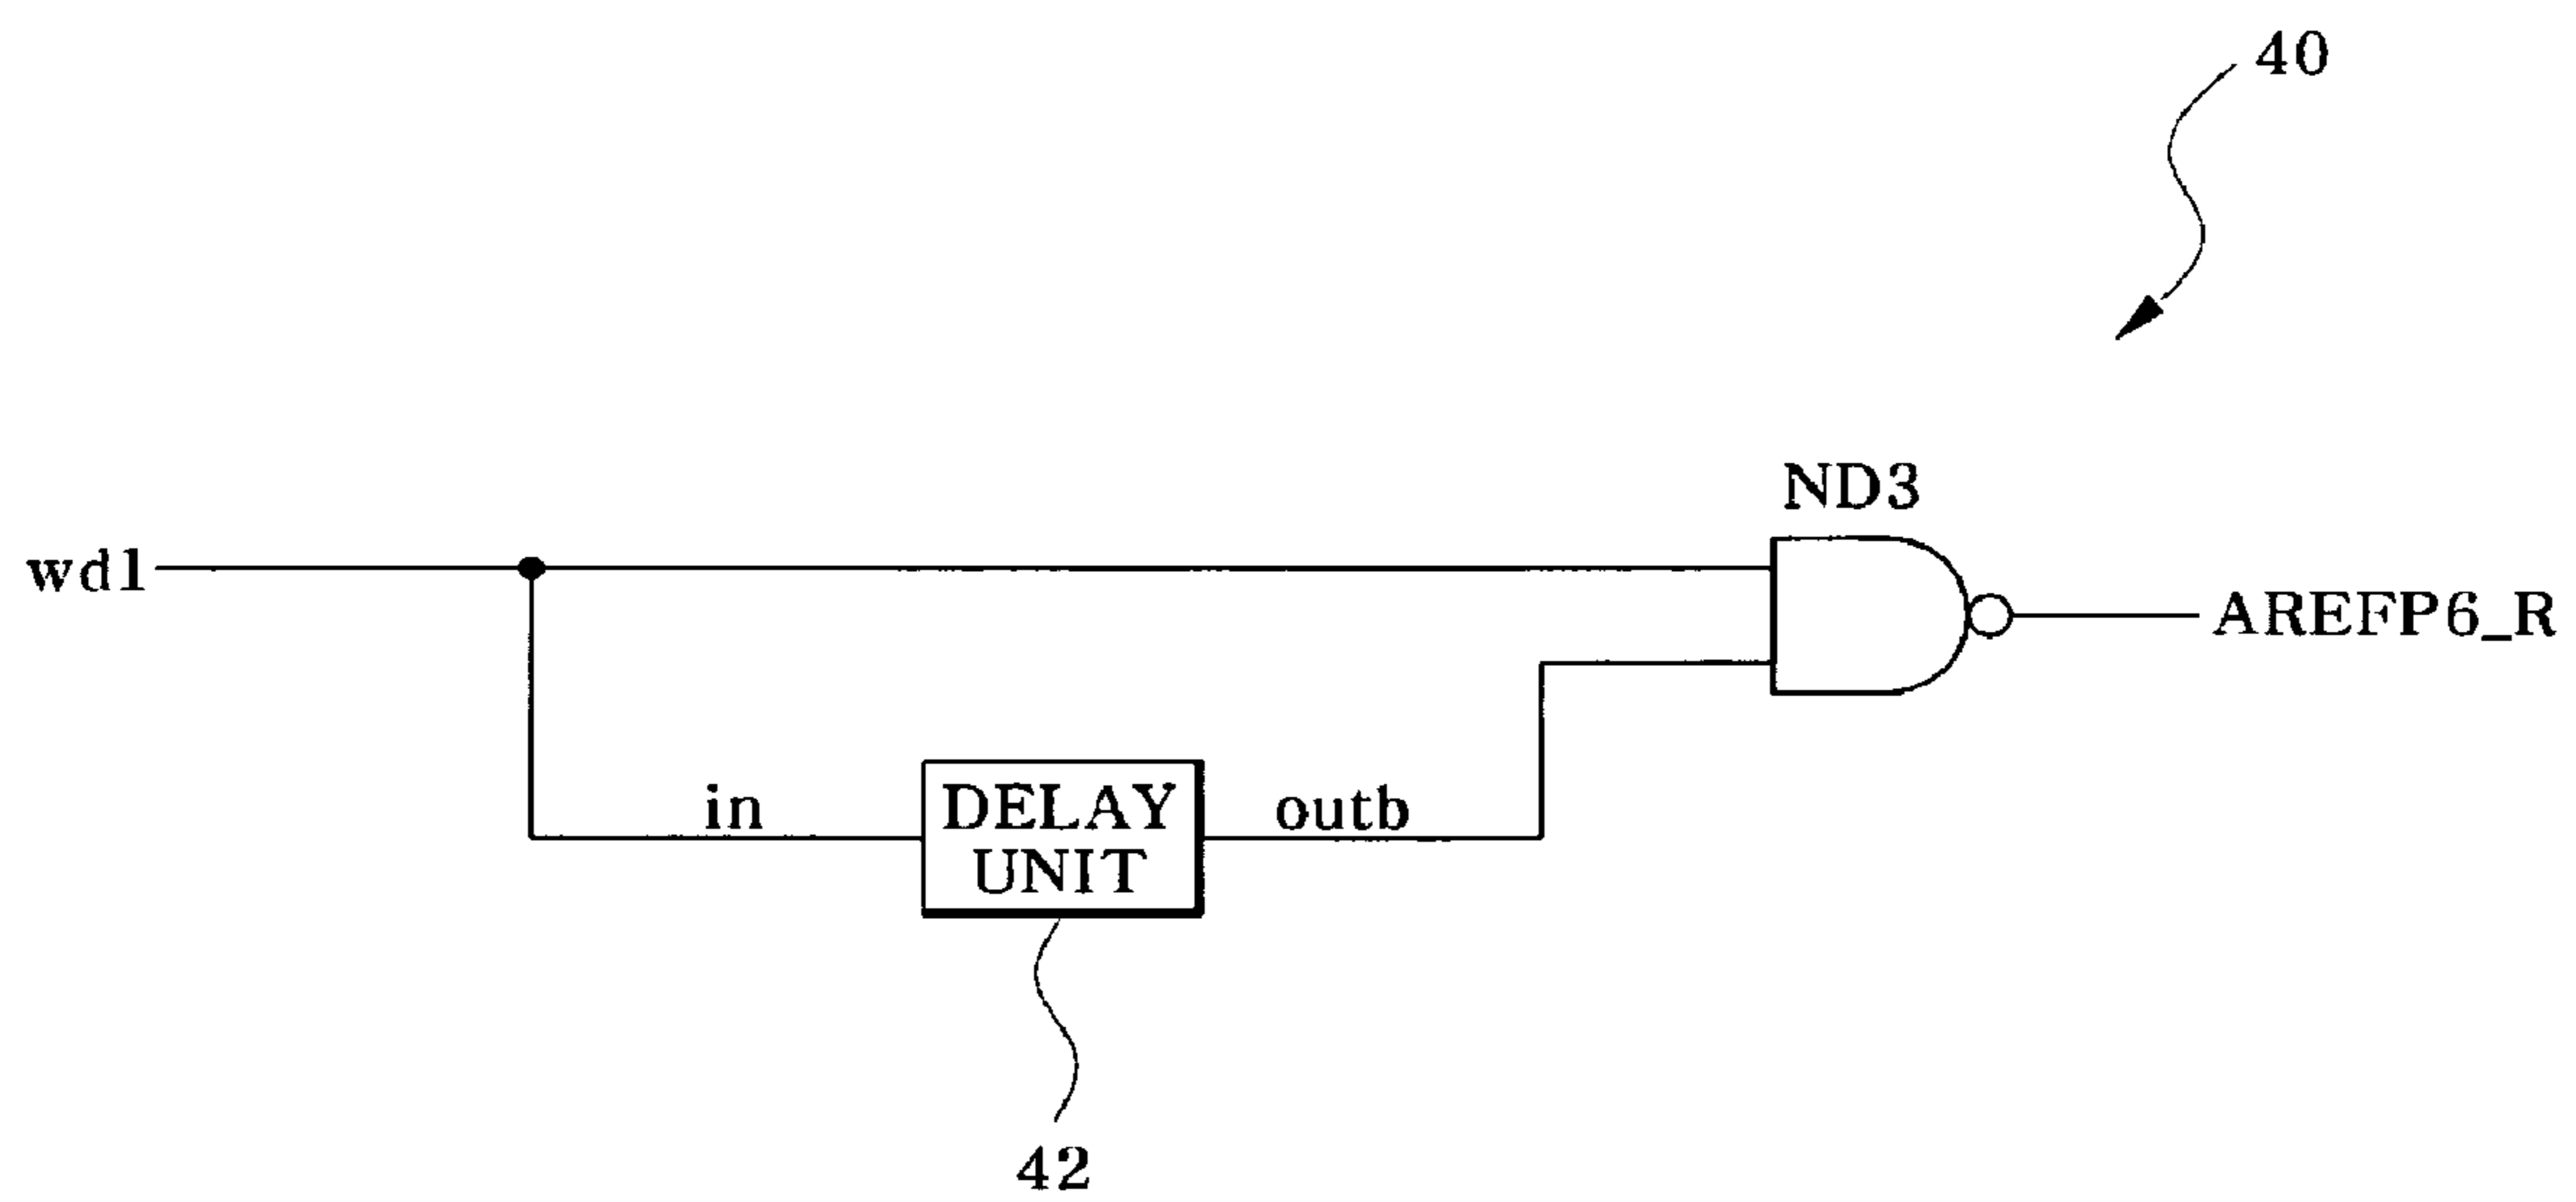 40
ND3
wd1
AREFP6_R
in
DELAY
UNIT
outb
42